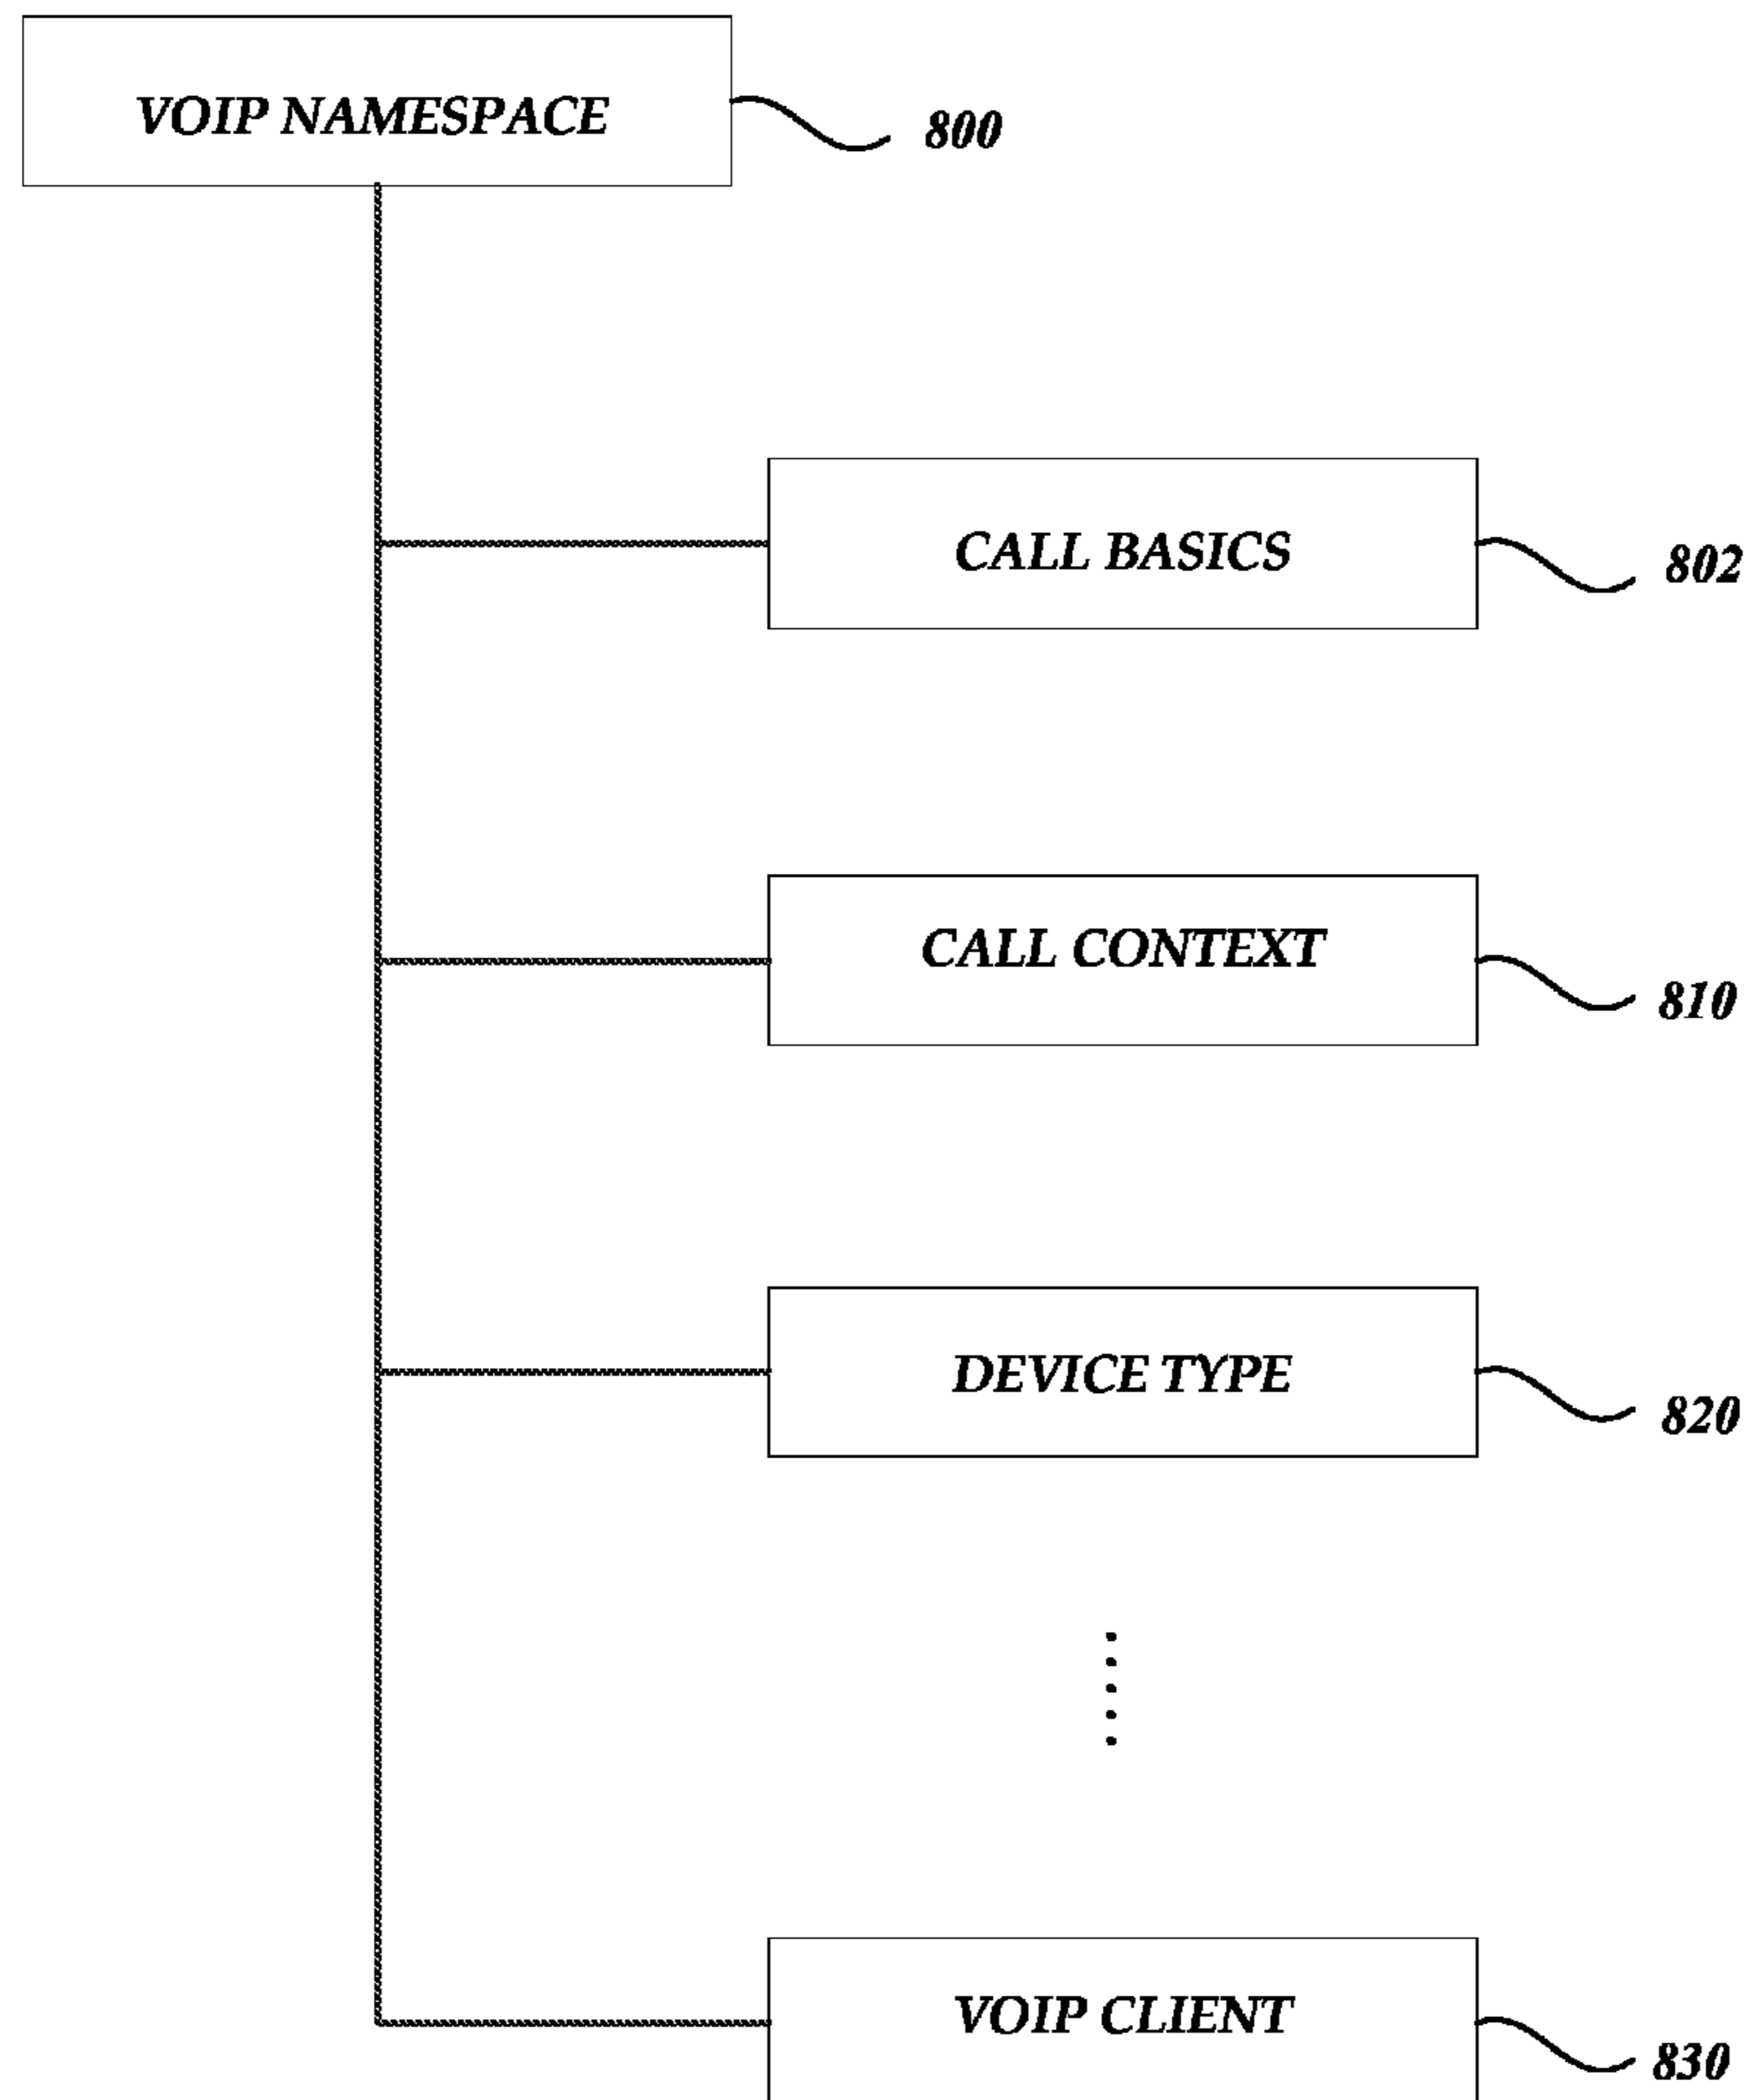 VOIP NAMESPACE
800
CALL BASICS
802
CALL CONTEXT
810
DEVICE TYPE
820
VOIP CLIENT
830